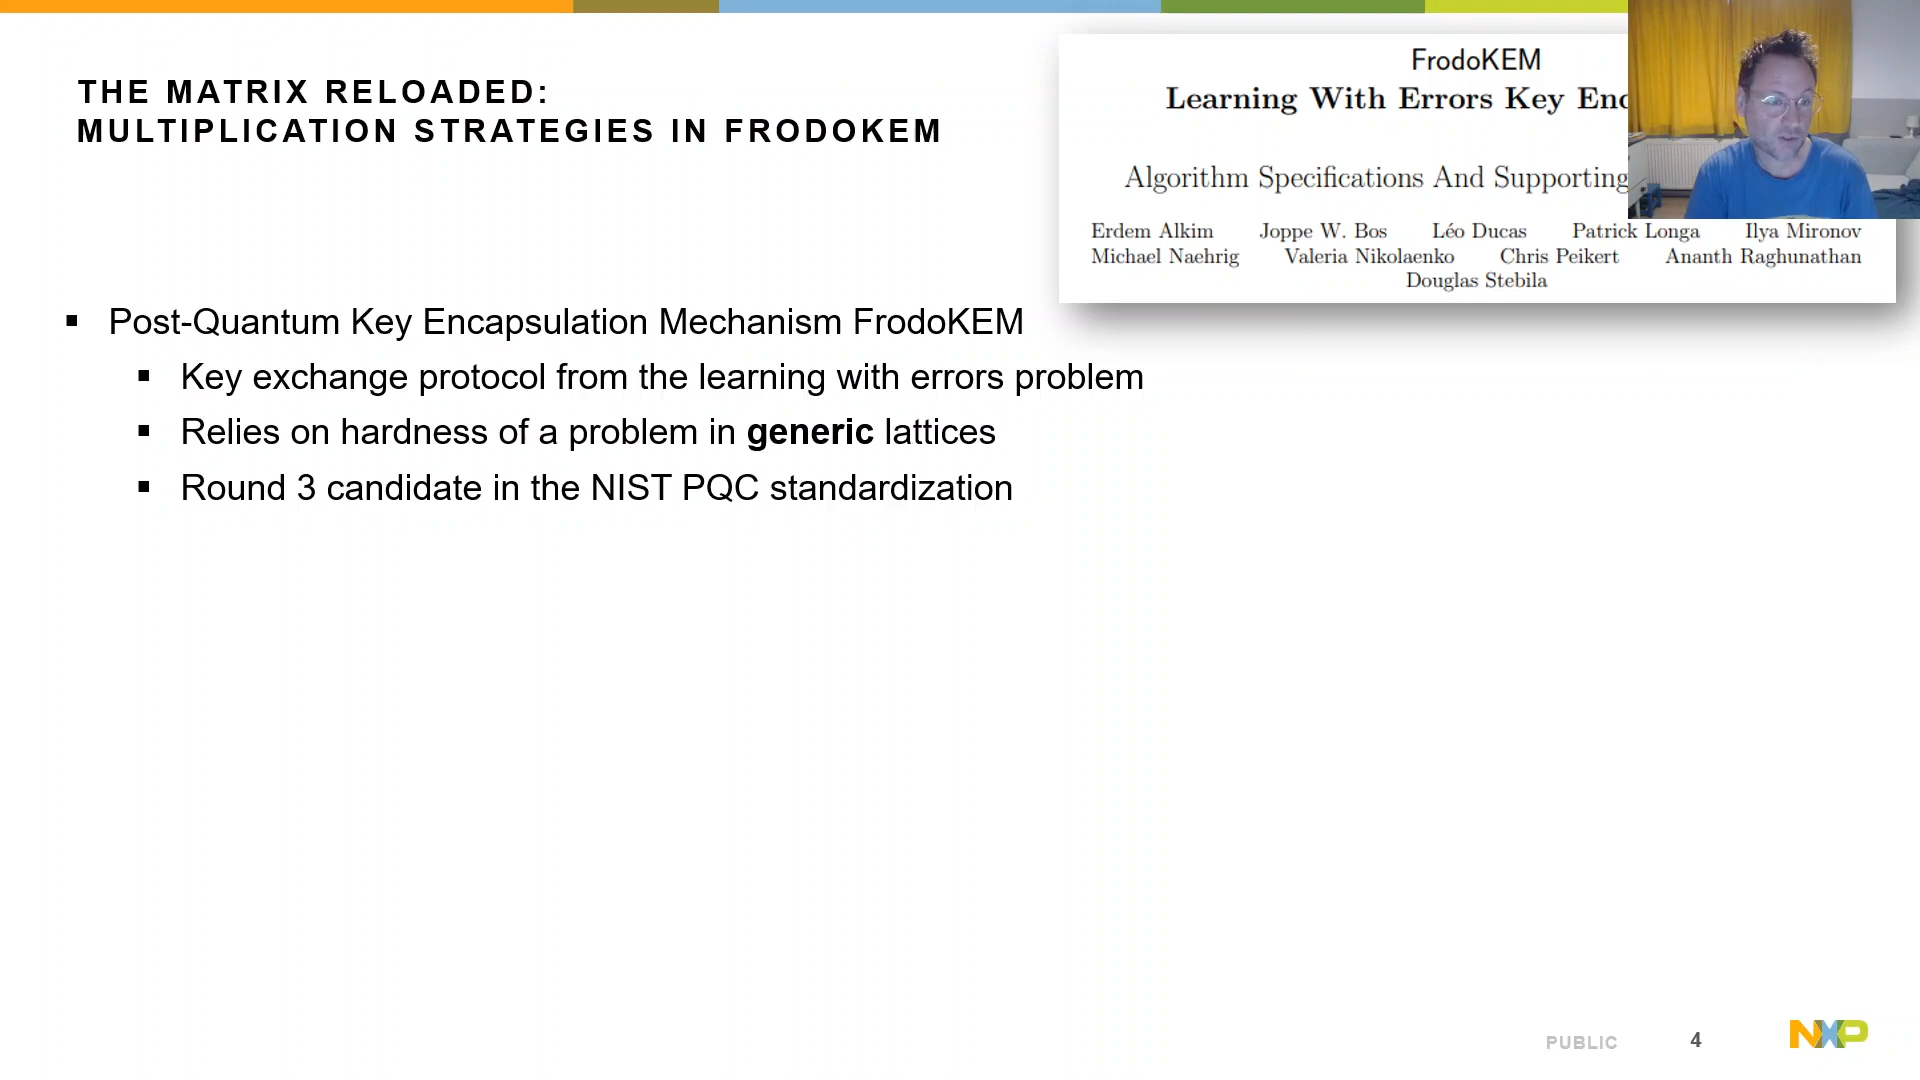 THE MATRIX RELOADED:
MULTIPLICATION STRATEGIES IN FRODOKEM
FrodoKEM
Learning With Errors Key
Algorithm Specifications And Supporting
Erdem Alkim Joppe W. Bos Léo Ducas Patrick Longa Ilya Mironov
Michael Naehrig Valeria Nikolaenko Chris Peikert Ananth Raghunathan
Douglas Stebila
▪ Post-Quantum Key Encapsulation Mechanism FrodoKEM
▪ Key exchange protocol from the learning with errors problem
▪ Relies on hardness of a problem in generic lattices
▪ Round 3 candidate in the NIST PQC standardization
PUBLIC 4 NXP